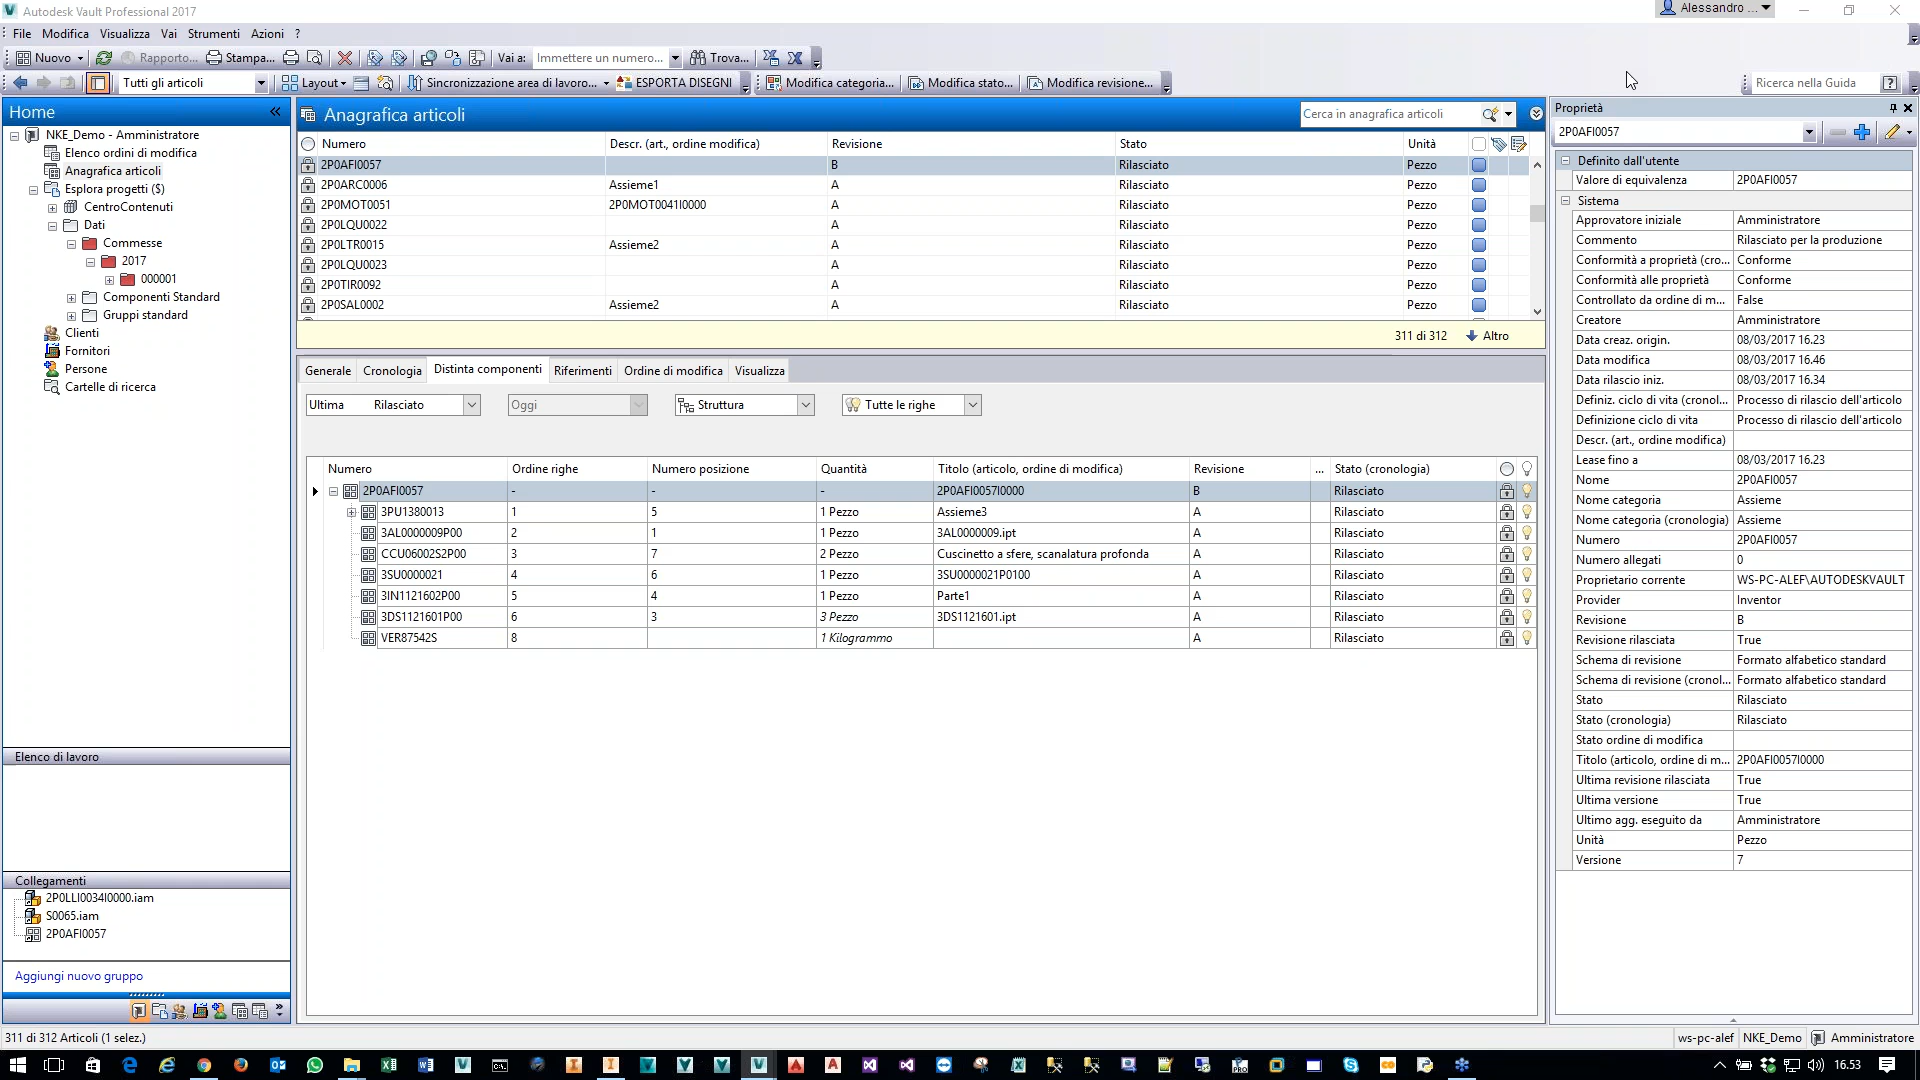 Autodesk Vault Professional 2017
Alessandro ...
File Modifica Visualizza Vai Strumenti Azioni ?
Nuovo Rapporto... Stampa... Vai a: Immettere un numero... Trova...
Tutti gli articoli Layout Sincronizzazione area di lavoro... ESPORTA DISEGNI Modifica categoria... Modifica stato... Modifica revisione... Ricerca nella Guida
Home
NKE_Demo - Amministratore
Elenco ordini di modifica
Anagrafica articoli
Esplora progetti ($)
CentroContenuti
Dati
Commesse
2017
000001
Componenti Standard
Gruppi standard
Clienti
Fornitori
Persone
Cartelle di ricerca
Elenco di lavoro
Collegamenti
2P0LLI0034I0000.iam
S0065.iam
2P0AFI0057
Aggiungi nuovo gruppo
Anagrafica articoli
Cerca in anagrafica articoli
Numero Descr. (art., ordine modifica) Revisione Stato Unità
2P0AFI0057 B Rilasciato Pezzo
2P0ARC0006 Assieme1 A Rilasciato Pezzo
2P0MOT0051 2P0MOT0041I0000 A Rilasciato Pezzo
2P0LQU0022 A Rilasciato Pezzo
2P0LTR0015 Assieme2 A Rilasciato Pezzo
2P0LQU0023 A Rilasciato Pezzo
2P0TIR0092 A Rilasciato Pezzo
2P0SAL0002 Assieme2 A Rilasciato Pezzo
311 di 312 Altro
Generale Cronologia Distinta componenti Riferimenti Ordine di modifica Visualizza
Ultima Rilasciato Oggi Struttura Tutte le righe
Numero Ordine righe Numero posizione Quantità Titolo (articolo, ordine di modifica) Revisione ... Stato (cronologia)
2P0AFI0057 - - - 2P0AFI0057I0000 B Rilasciato
3PU1380013 1 5 1 Pezzo Assieme3 A Rilasciato
3AL0000009P00 2 1 1 Pezzo 3AL0000009.ipt A Rilasciato
CCU06002S2P00 3 7 2 Pezzo Cuscinetto a sfere, scanalatura profonda A Rilasciato
3SU0000021 4 6 1 Pezzo 3SU0000021P0100 A Rilasciato
3IN1121602P00 5 4 1 Pezzo Parte1 A Rilasciato
3DS1121601P00 6 3 3 Pezzo 3DS1121601.ipt A Rilasciato
VER87542S 8 1 Kilogrammo A Rilasciato
Proprietà
2P0AFI0057
Definito dall'utente
Valore di equivalenza 2P0AFI0057
Sistema
Approvatore iniziale Amministratore
Commento Rilasciato per la produzione
Conformità a proprietà (cro... Conforme
Conformità alle proprietà Conforme
Controllato da ordine di m... False
Creatore Amministratore
Data creaz. origin. 08/03/2017 16.23
Data modifica 08/03/2017 16.46
Data rilascio iniz. 08/03/2017 16.34
Definiz. ciclo di vita (cronol... Processo di rilascio dell'articolo
Definizione ciclo di vita Processo di rilascio dell'articolo
Descr. (art., ordine modifica)
Lease fino a 08/03/2017 16.23
Nome 2P0AFI0057
Nome categoria Assieme
Nome categoria (cronologia) Assieme
Numero 2P0AFI0057
Numero allegati 0
Proprietario corrente WS-PC-ALEF\AUTODESKVAULT
Provider Inventor
Revisione B
Revisione rilasciata True
Schema di revisione Formato alfabetico standard
Schema di revisione (cronol... Formato alfabetico standard
Stato Rilasciato
Stato (cronologia) Rilasciato
Stato ordine di modifica
Titolo (articolo, ordine di m... 2P0AFI0057I0000
Ultima revisione rilasciata True
Ultima versione True
Ultimo agg. eseguito da Amministratore
Unità Pezzo
Versione 7
311 di 312 Articoli (1 selez.) ws-pc-alef NKE_Demo Amministratore
16.53